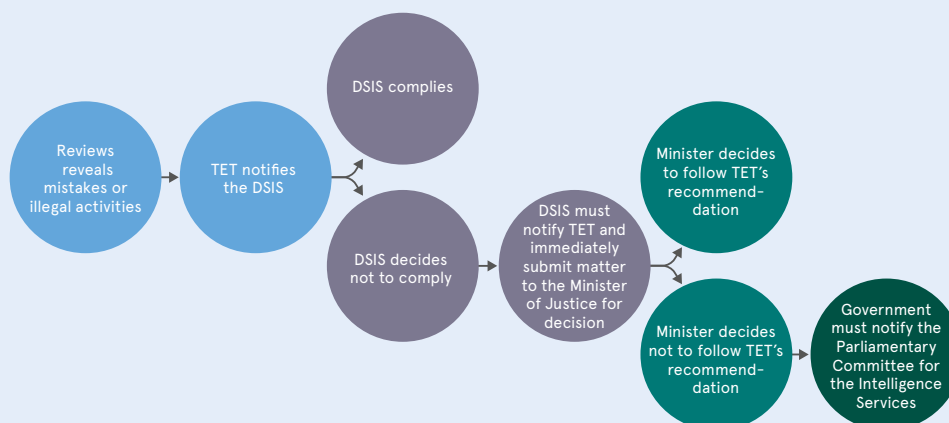 Reviews
reveals
mistakes or
illegal activities
TET notifies
the DSIS
DSIS complies
DSIS decides
not to comply
DSIS must
notify TET and
immediately
submit matter
to the Minister
of Justice for
decision
Minister decides
to follow TET's
recommend-
dation
Minister decides
not to follow TET's
recommend-
dation
Government
must notify the
Parliamentary
Committee for
the Intelligence
Services